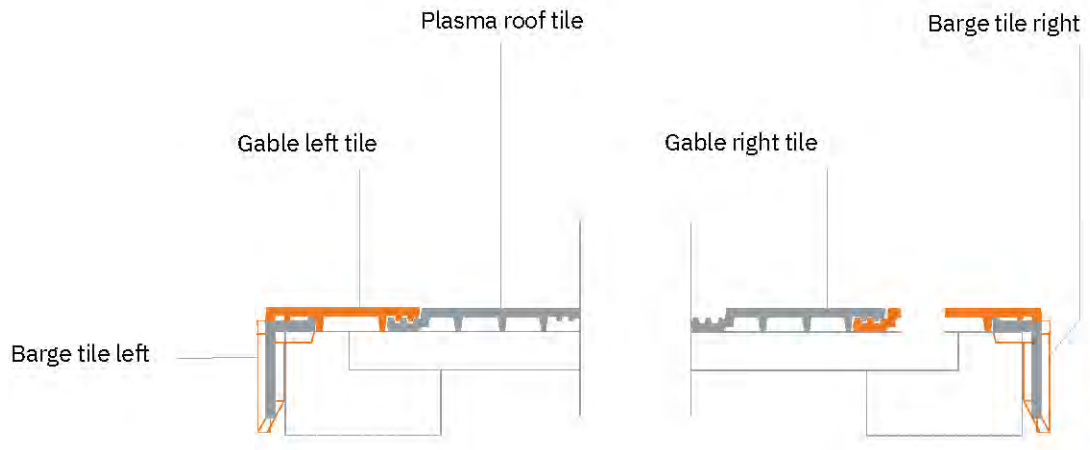 Plasma roof tile
Barge tile right
Gable left tile
Gable right tile
Barge tile left